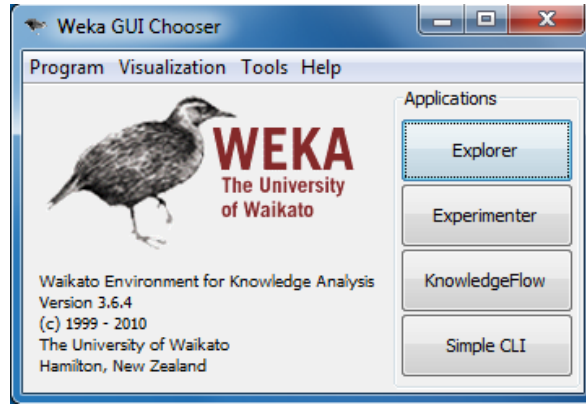 Weka GUI Chooser
Program Visualization Tools Help
WEKA
The University
of Waikato
Waikato Environment for Knowledge Analysis
Version 3.6.4
(c) 1999 - 2010
The University of Waikato
Hamilton, New Zealand
Applications
Explorer
Experimenter
KnowledgeFlow
Simple CLI